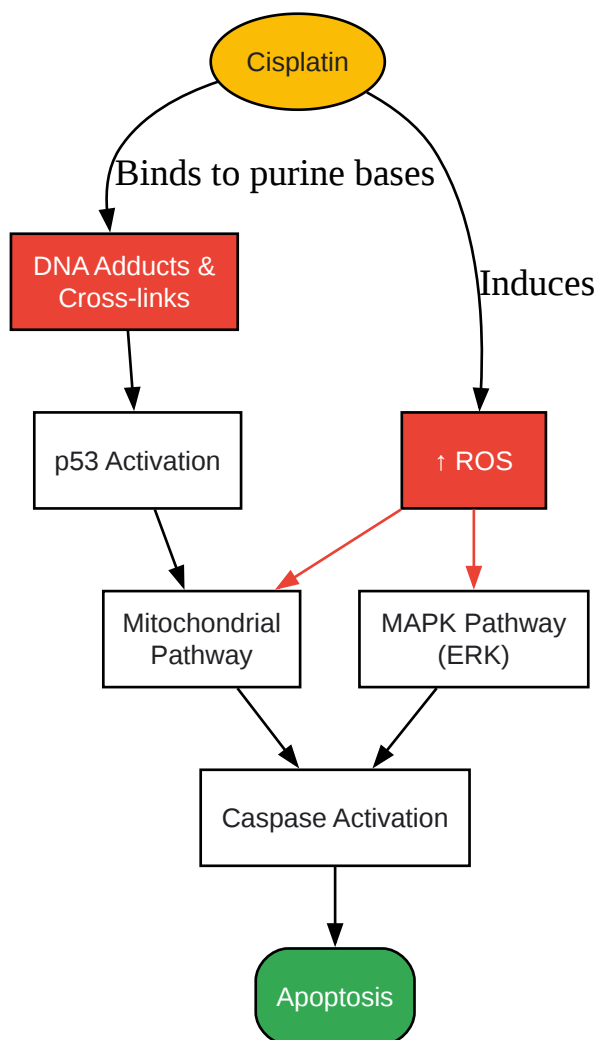 Cisplatin
Binds to purine bases
DNA Adducts &
Cross-links
Induces
p53 Activation
↑ ROS
Mitochondrial
Pathway
MAPK Pathway
(ERK)
Caspase Activation
Apoptosis